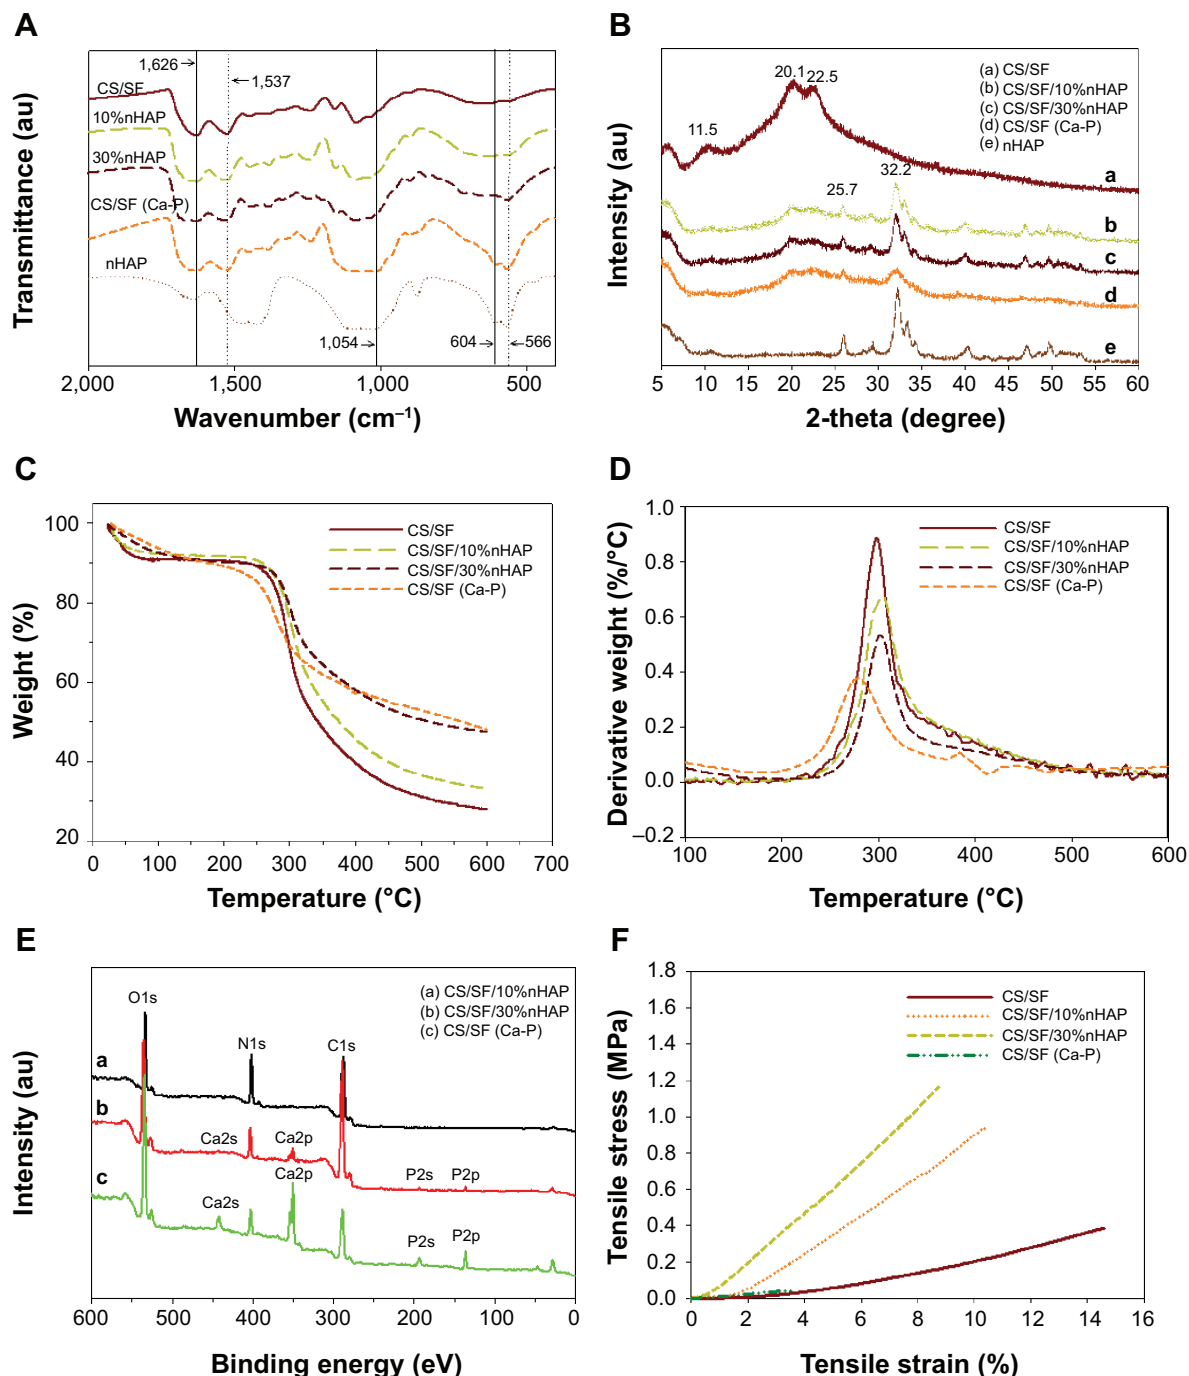 A
1,626
1,537
CS/SF
10%nHAP
30%nHAP
CS/SF (Ca-P)
nHAP
1,054
604
566
2,000
1,500
1,000
500
Transmittance (au)
Wavenumber (cm−1)
B
20.1
22.5
11.5
25.7
32.2
(a) CS/SF
(b) CS/SF/10%nHAP
(c) CS/SF/30%nHAP
(d) CS/SF (Ca-P)
(e) nHAP
a
b
c
d
e
5
10
15
20
25
30
35
40
45
50
55
60
Intensity (au)
2-theta (degree)
C
100
80
60
40
20
CS/SF
CS/SF/10%nHAP
CS/SF/30%nHAP
CS/SF (Ca-P)
0
100
200
300
400
500
600
700
Weight (%)
Temperature (°C)
D
1.0
0.8
0.6
0.4
0.2
0.0
−0.2
CS/SF
CS/SF/10%nHAP
CS/SF/30%nHAP
CS/SF (Ca-P)
100
200
300
400
500
600
Derivative weight (%/°C)
Temperature (°C)
E
O1s
N1s
C1s
(a) CS/SF/10%nHAP
(b) CS/SF/30%nHAP
(c) CS/SF (Ca-P)
a
b
Ca2s
Ca2p
P2s
P2p
c
Ca2s
Ca2p
P2s
P2p
600
500
400
300
200
100
0
Intensity (au)
Binding energy (eV)
F
1.8
1.6
1.4
1.2
1.0
0.8
0.6
0.4
0.2
0.0
CS/SF
CS/SF/10%nHAP
CS/SF/30%nHAP
CS/SF (Ca-P)
0
2
4
6
8
10
12
14
16
Tensile stress (MPa)
Tensile strain (%)